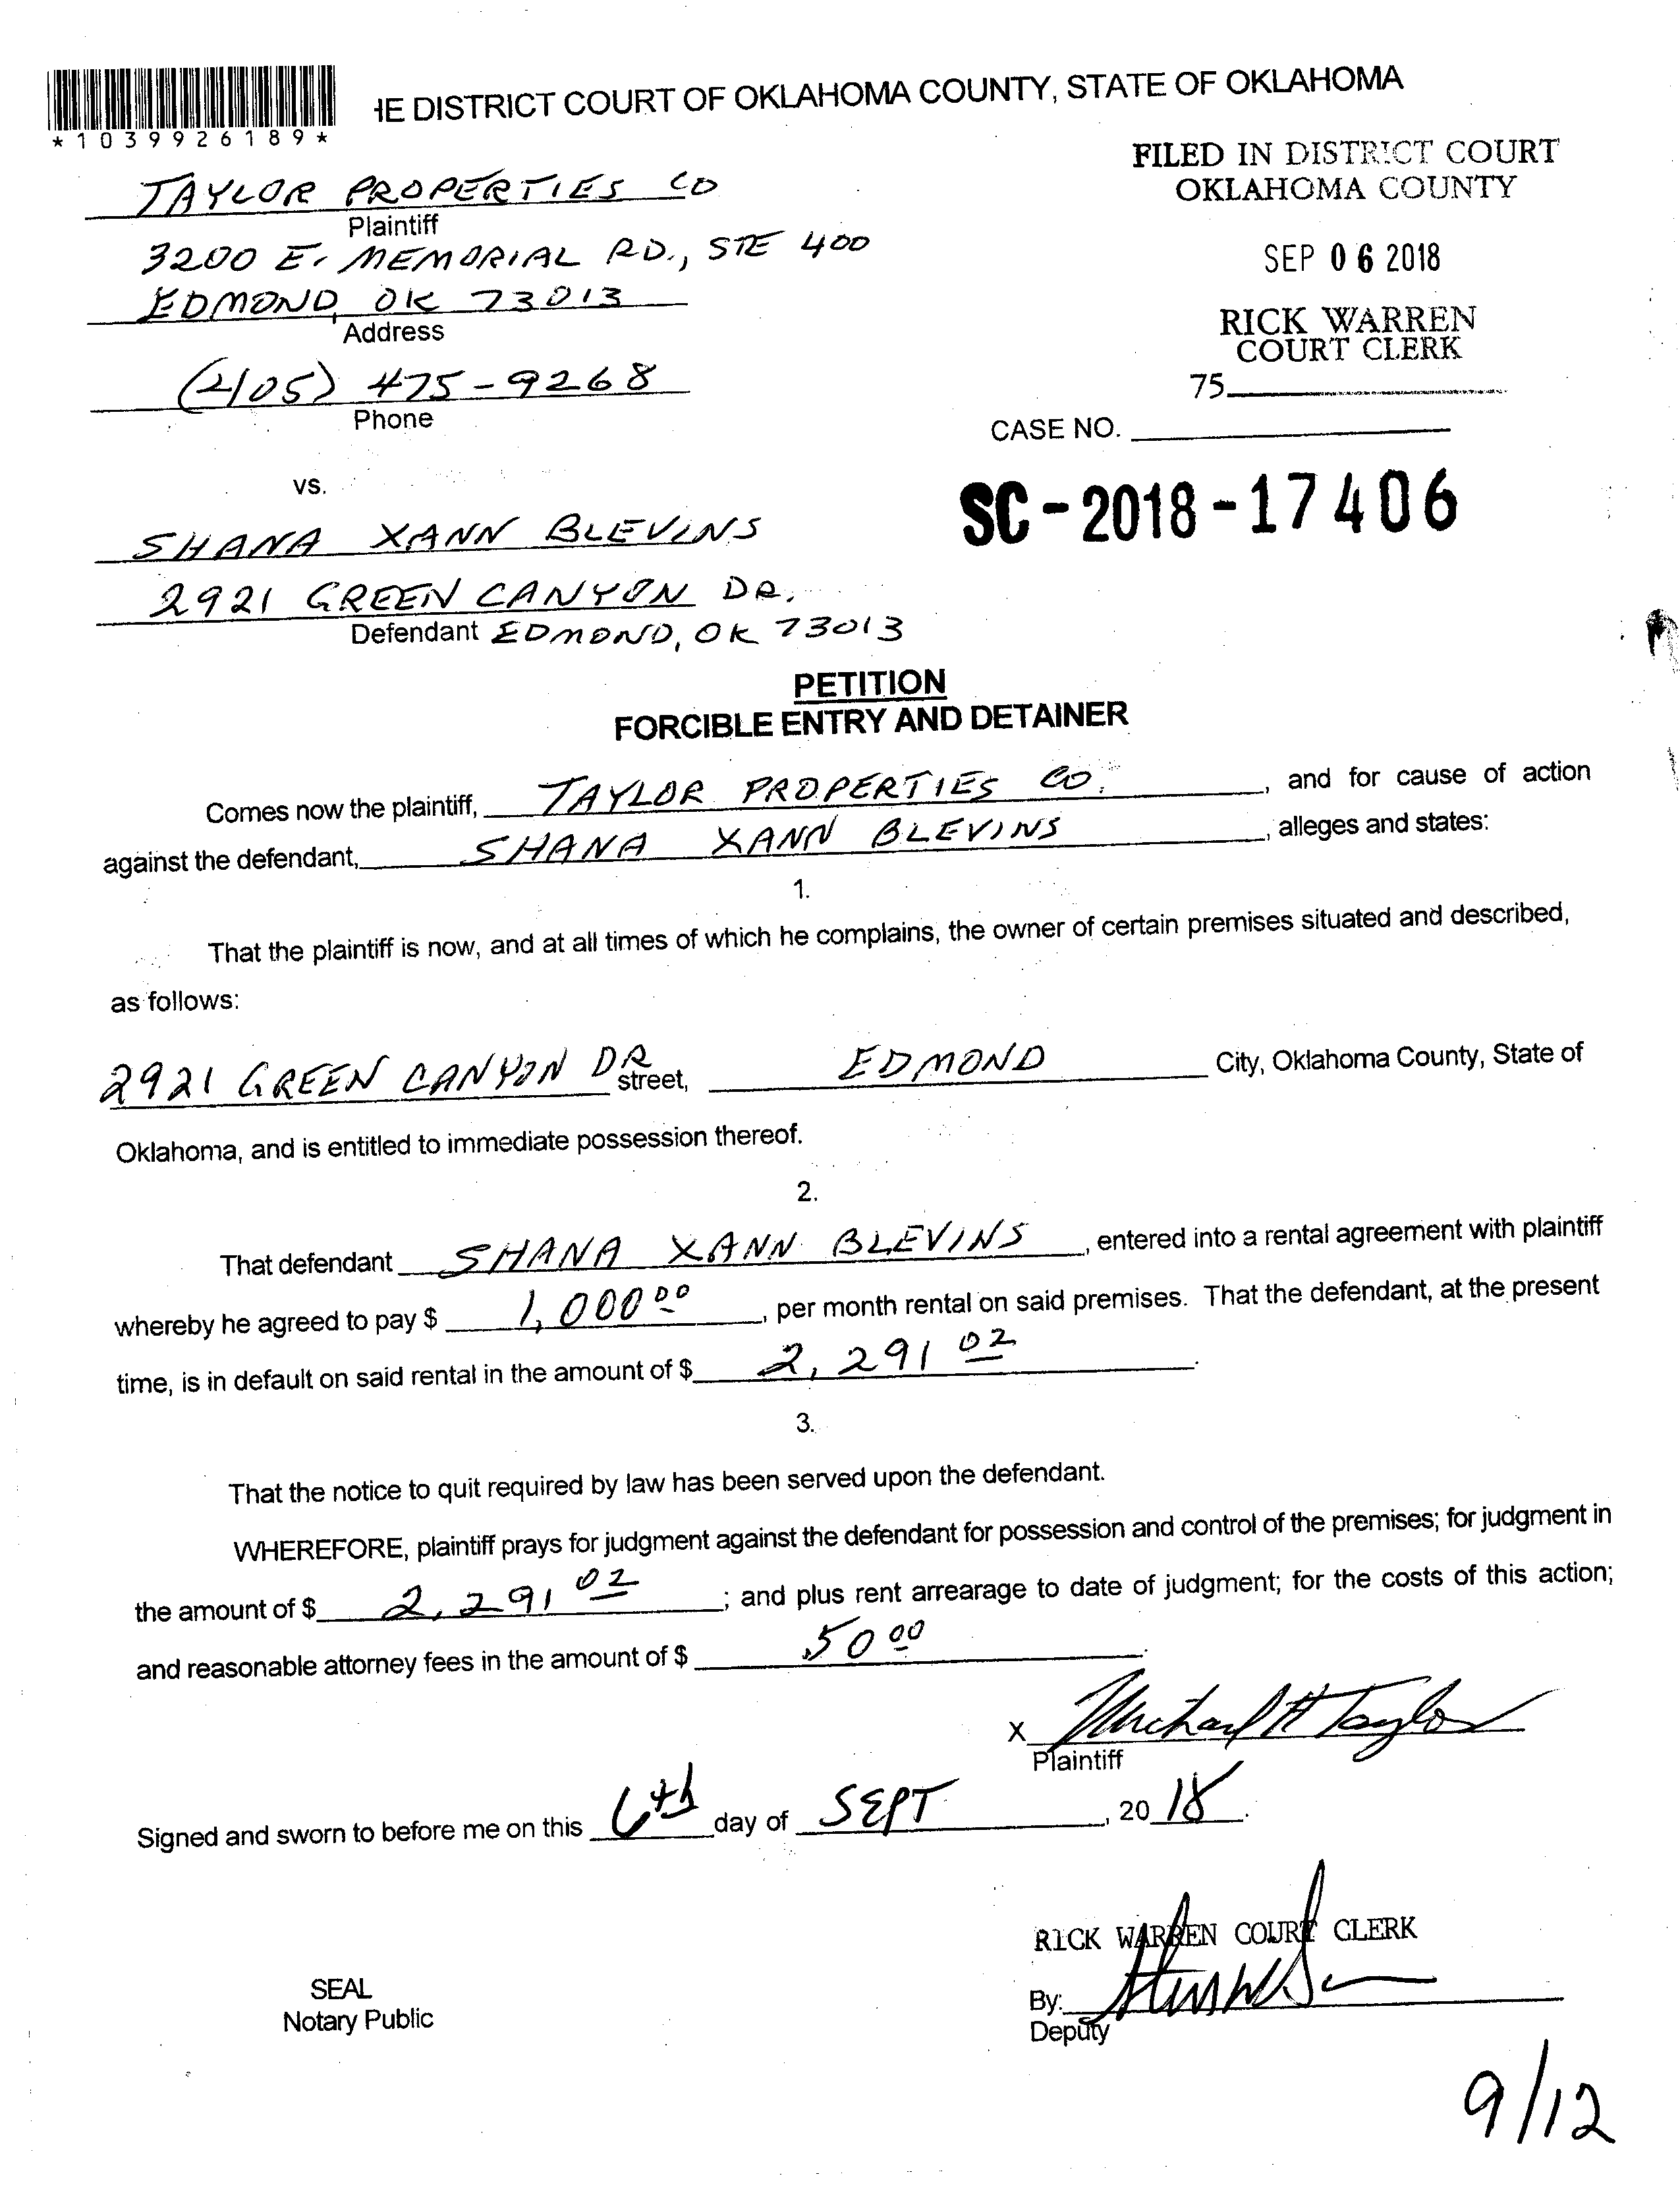 HE DISTRICT COURT OF OKLAHOMA COUNTY, STATE OF OKLAHOMA
*1039926189*
FILED IN DISTRICT COURT
OKLAHOMA COUNTY
SEP 06 2018
RICK WARREN
COURT CLERK
75
TAYLOR PROPERTIES CO
Plaintiff
3200 E. MEMORIAL RD., STE 400
EDMOND, OK 73013
Address
(405) 475-9268
Phone
CASE NO.
SC-2018-17406
vs.
SHANA XANN BLEVINS
2921 GREEN CANYON DR.
Defendant EDMOND, OK 73013
PETITION
FORCIBLE ENTRY AND DETAINER
Comes now the plaintiff, TAYLOR PROPERTIES CO., and for cause of action
against the defendant, SHANA XANN BLEVINS, alleges and states:
1.
That the plaintiff is now, and at all times of which he complains, the owner of certain premises situated and described,
as follows:
2921 GREEN CANYON DR street, EDMOND City, Oklahoma County, State of
Oklahoma, and is entitled to immediate possession thereof.
2.
That defendant SHANA XANN BLEVINS, entered into a rental agreement with plaintiff
whereby he agreed to pay $ 1,000 00, per month rental on said premises. That the defendant, at the present
time, is in default on said rental in the amount of $ 2,291 02.
3.
That the notice to quit required by law has been served upon the defendant.
WHEREFORE, plaintiff prays for judgment against the defendant for possession and control of the premises; for judgment in
the amount of $ 2,291 02; and plus rent arrearage to date of judgment; for the costs of this action;
and reasonable attorney fees in the amount of $ 50 00.
X Michael H Taylor
Plaintiff
Signed and sworn to before me on this 6th day of SEPT, 20 18.
RICK WARREN COURT CLERK
SEAL
Notary Public
By:
Deputy
9/12